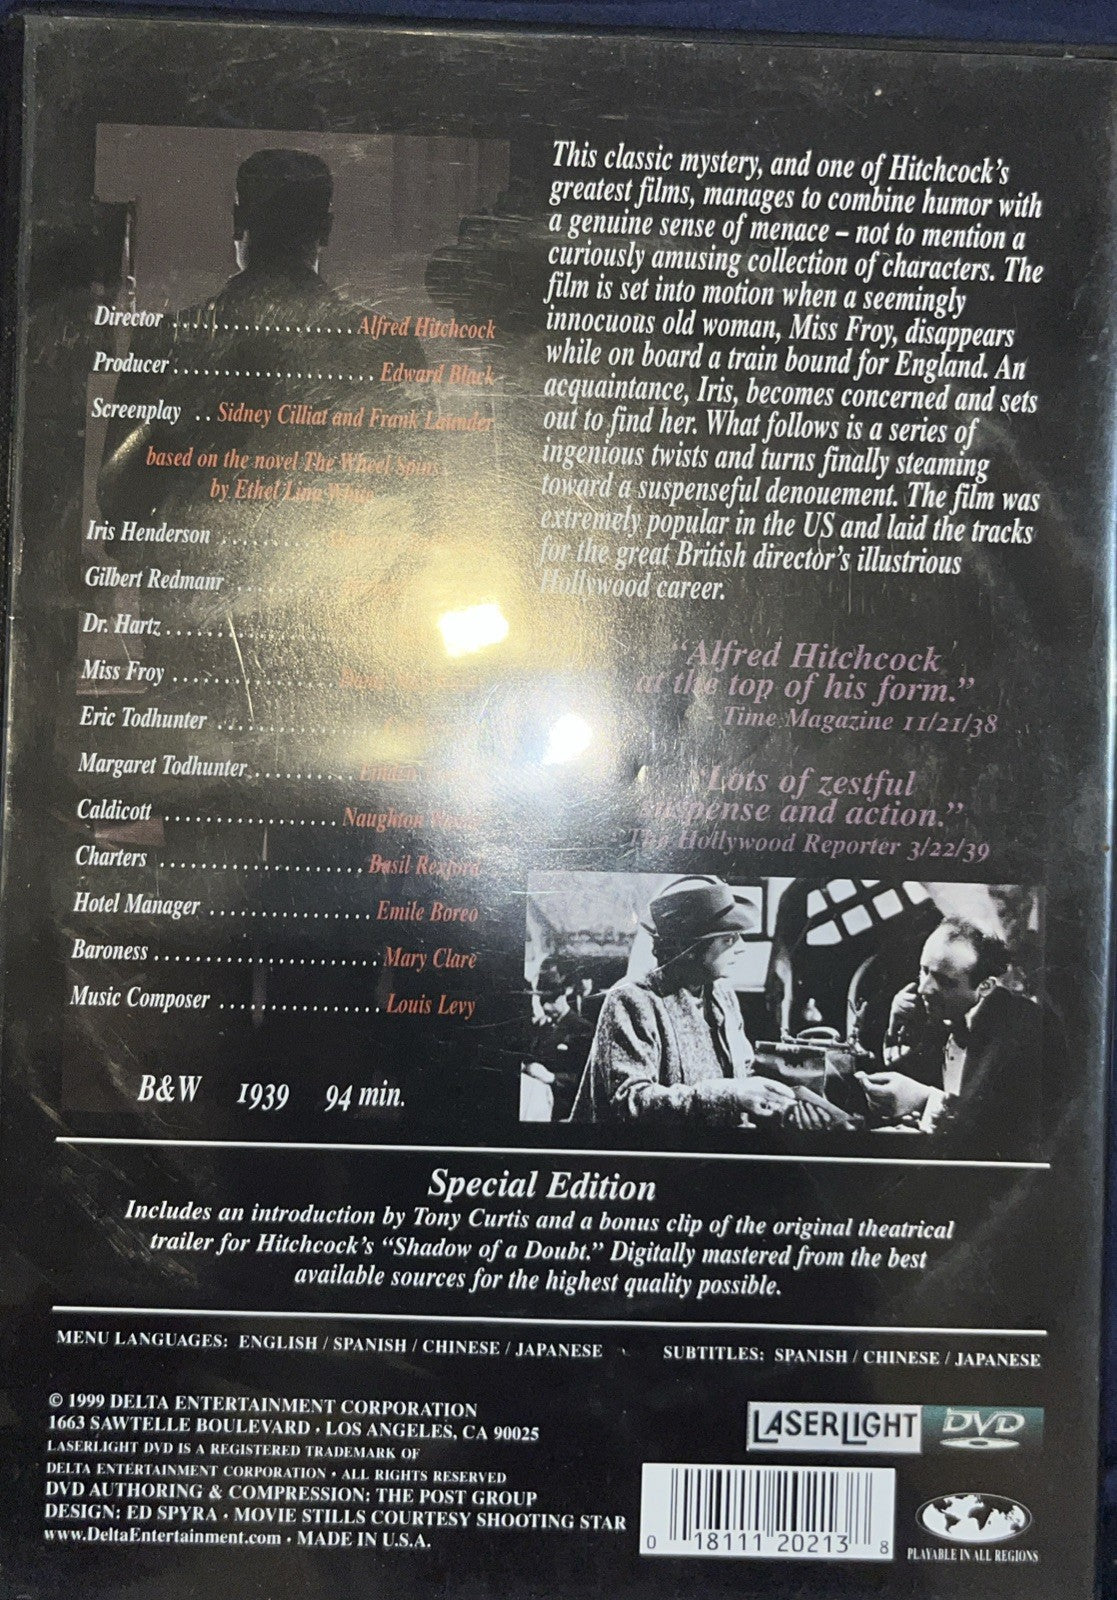 Director .................. Alfred Hitchcock
Producer .................... Edward Black
Screenplay .. Sidney Cilliat and Frank Launder
based on the novel The Wheel Spins
by Ethel Lina White
Iris Henderson
Gilbert Redmanr
Dr. Hartz
Miss Froy
Eric Todhunter
Margaret Todhunter
Caldicott ................. Naughton
Charters .................... Basil
Hotel Manager ................ Emile Boreo
Baroness ...................... Mary Clare
Music Composer ................ Louis Levy
B&W 1939 94 min.
This classic mystery, and one of Hitchcock's
greatest films, manages to combine humor with
a genuine sense of menace – not to mention a
curiously amusing collection of characters. The
film is set into motion when a seemingly
innocuous old woman, Miss Froy, disappears
while on board a train bound for England. An
acquaintance, Iris, becomes concerned and sets
out to find her. What follows is a series of
ingenious twists and turns finally steaming
toward a suspenseful denouement. The film was
extremely popular in the US and laid the tracks
for the great British director's illustrious
Hollywood career.
"Alfred Hitchcock
at the top of his form."
Time Magazine 11/21/38
"Lots of zestful
suspense and action."
The Hollywood Reporter 3/22/39
Special Edition
Includes an introduction by Tony Curtis and a bonus clip of the original theatrical
trailer for Hitchcock's "Shadow of a Doubt." Digitally mastered from the best
available sources for the highest quality possible.
MENU LANGUAGES: ENGLISH / SPANISH / CHINESE / JAPANESE
SUBTITLES: SPANISH / CHINESE / JAPANESE
© 1999 DELTA ENTERTAINMENT CORPORATION
1663 SAWTELLE BOULEVARD · LOS ANGELES, CA 90025
LASERLIGHT DVD IS A REGISTERED TRADEMARK OF
DELTA ENTERTAINMENT CORPORATION · ALL RIGHTS RESERVED
DVD AUTHORING & COMPRESSION: THE POST GROUP
DESIGN: ED SPYRA · MOVIE STILLS COURTESY SHOOTING STAR
www.DeltaEntertainment.com · MADE IN U.S.A.
LASERLIGHT DVD
0 18111 20213 8
PLAYABLE IN ALL REGIONS